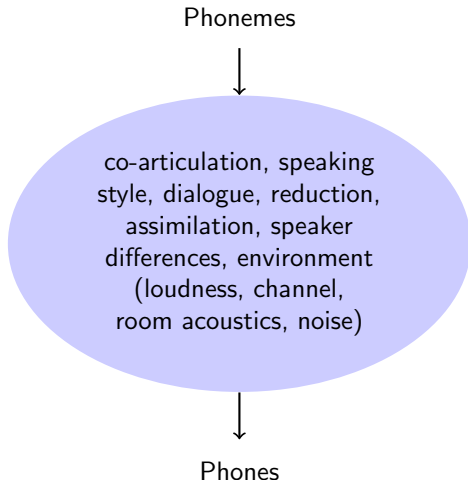 Phonemes
co-articulation, speaking
style, dialogue, reduction,
assimilation, speaker
differences, environment
(loudness, channel,
room acoustics, noise)
Phones